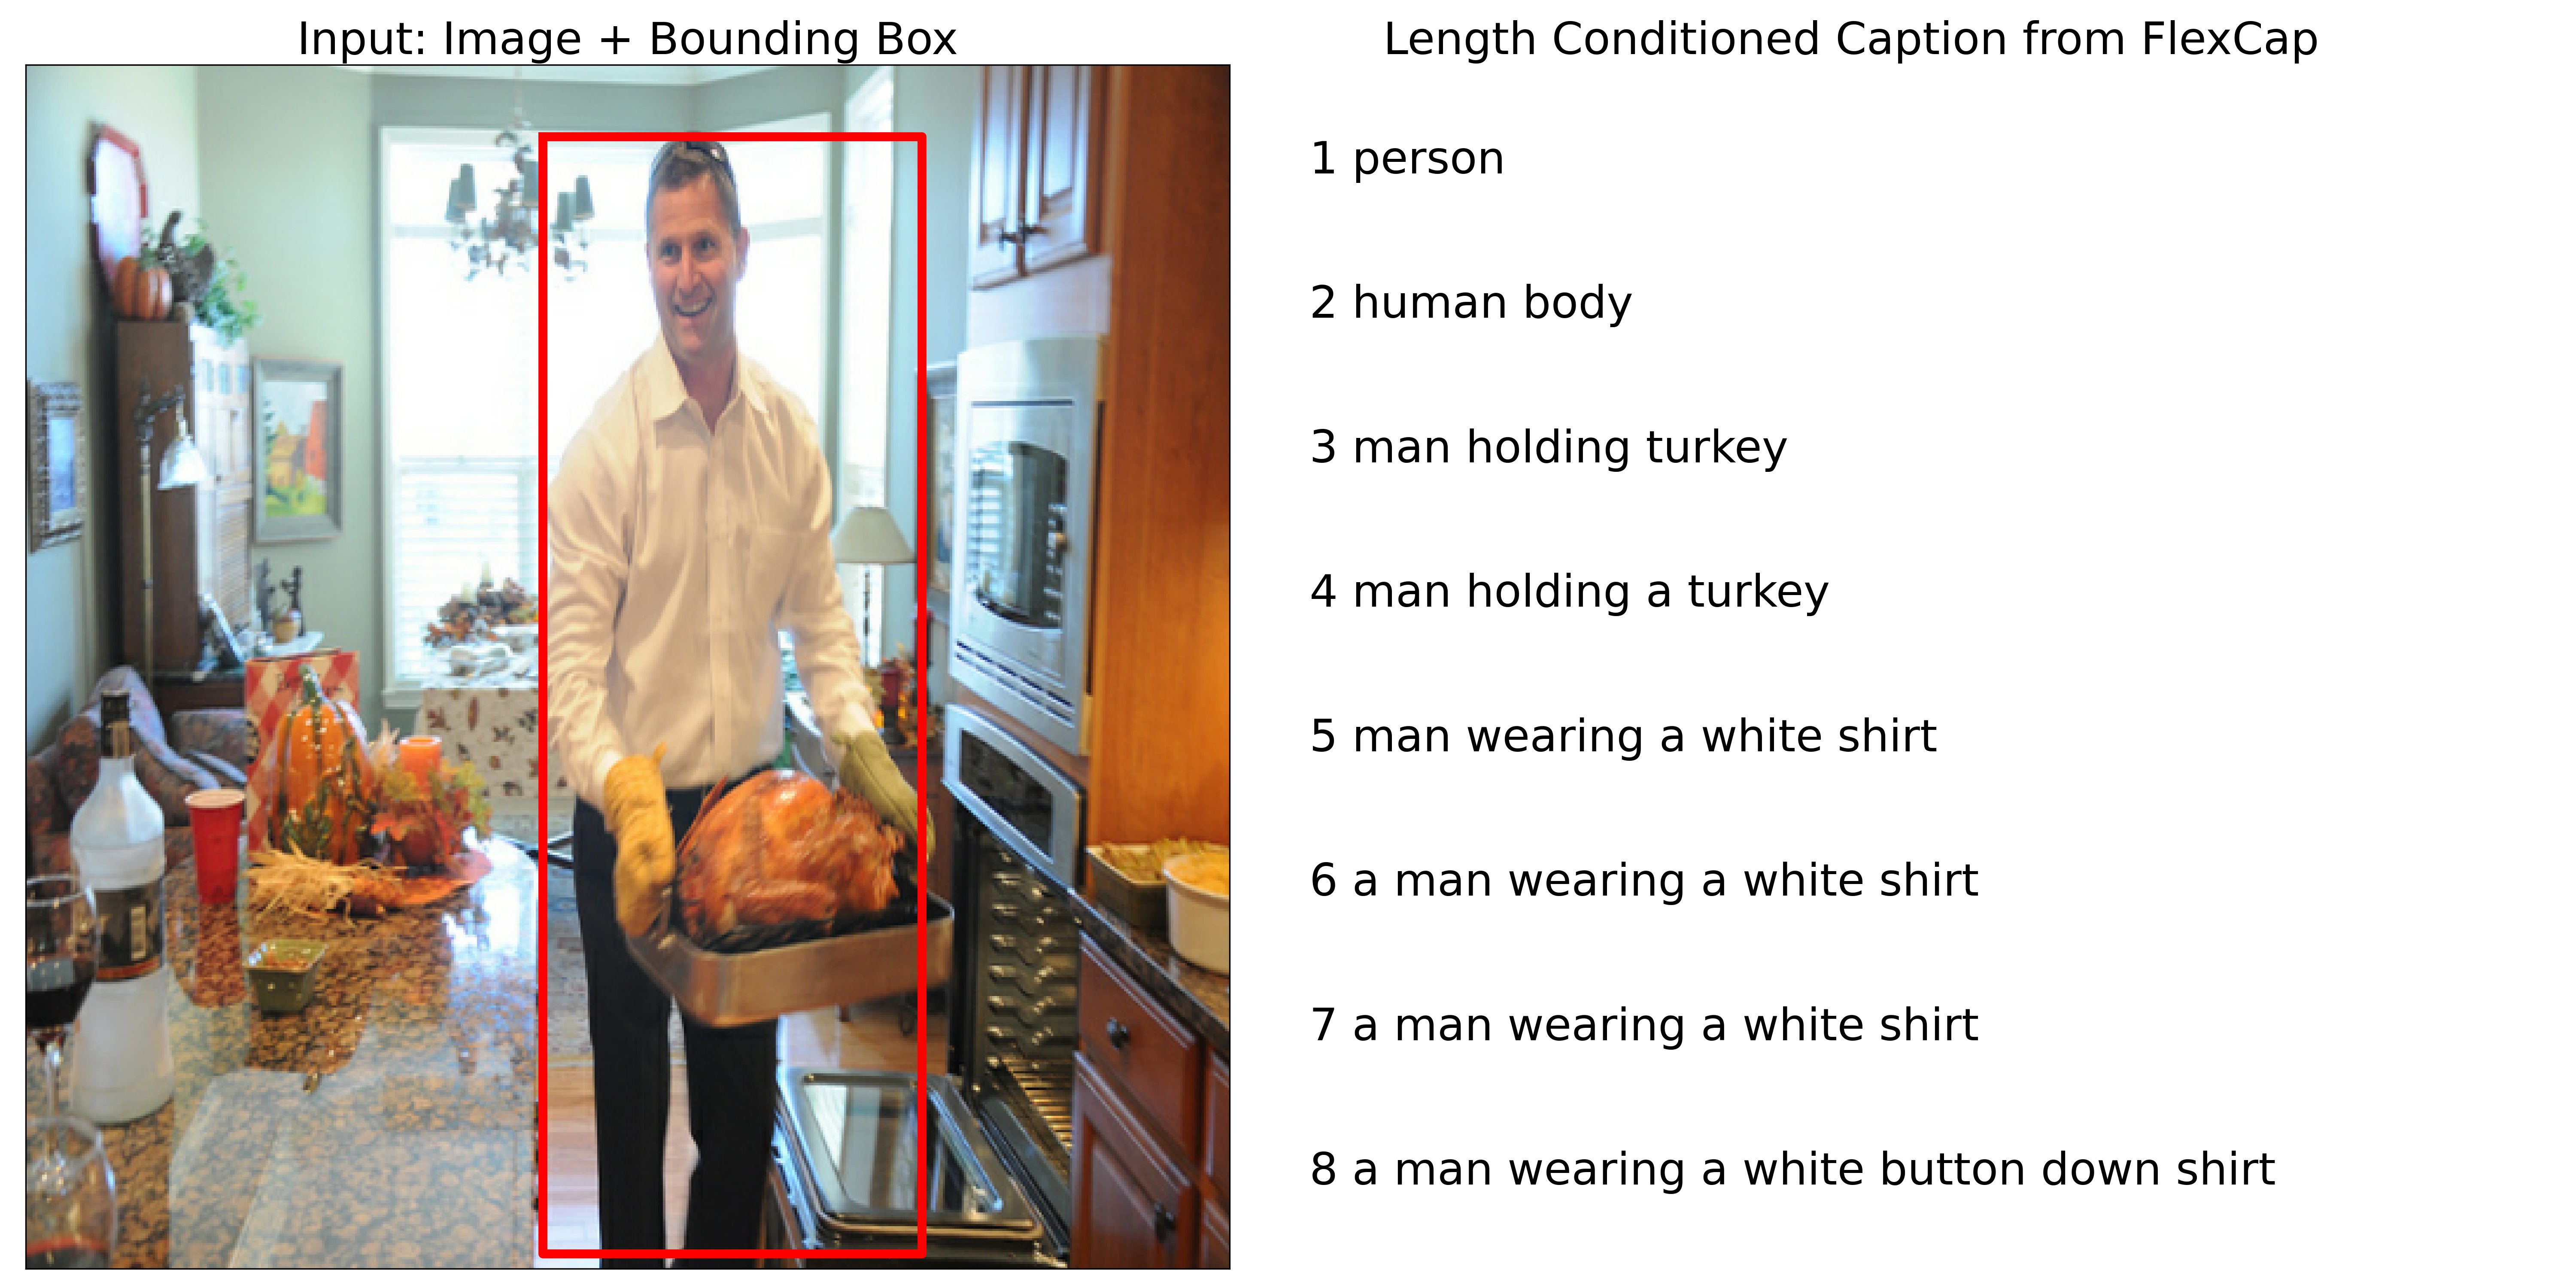 Input: Image + Bounding Box
Length Conditioned Caption from FlexCap
1 person
2 human body
3 man holding turkey
4 man holding a turkey
5 man wearing a white shirt
6 a man wearing a white shirt
7 a man wearing a white shirt
8 a man wearing a white button down shirt